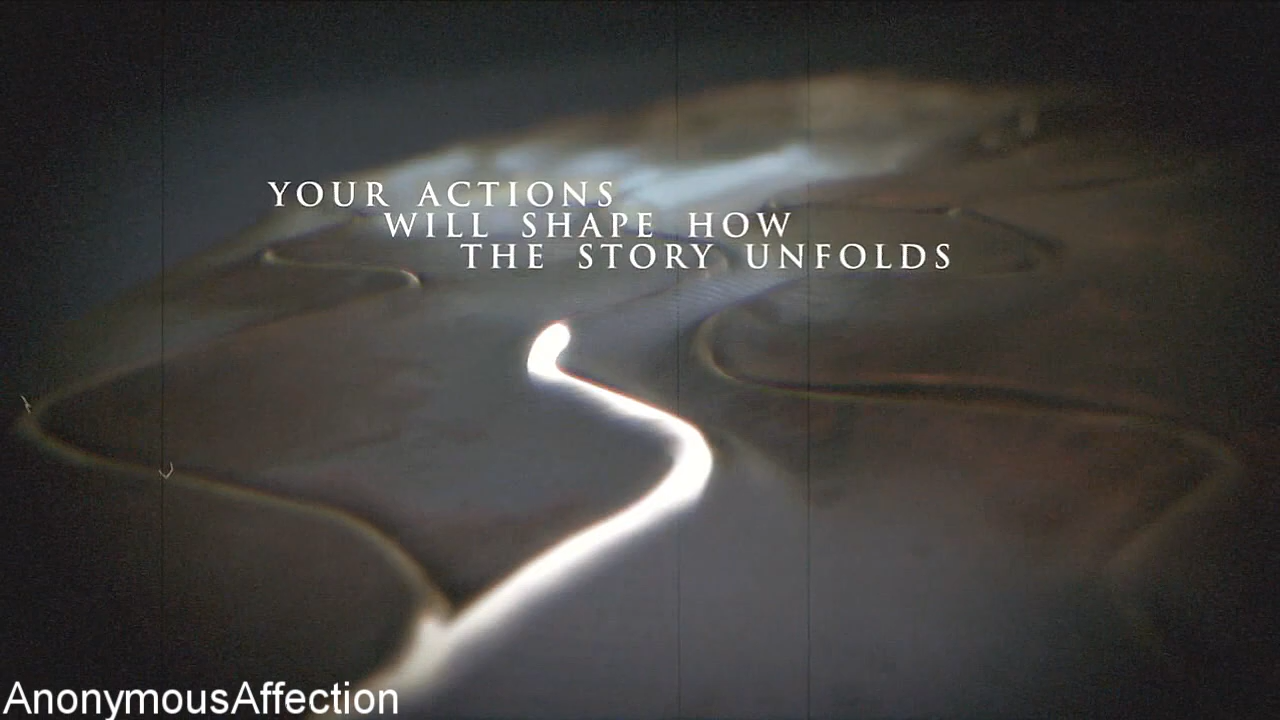 YOUR ACTIONS
WILL SHAPE HOW
THE STORY UNFOLDS
AnonymousAffection